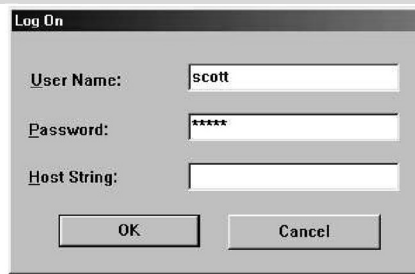 Log On
User Name: scott
Password: *****
Host String:
OK Cancel